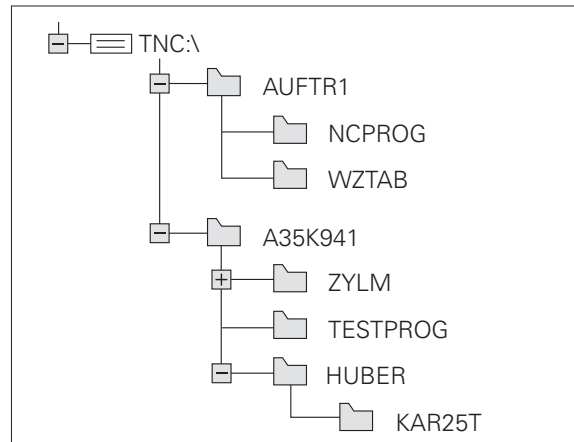 TNC:\
AUFTR1
NCPROG
WZTAB
A35K941
ZYLM
TESTPROG
HUBER
KAR25T